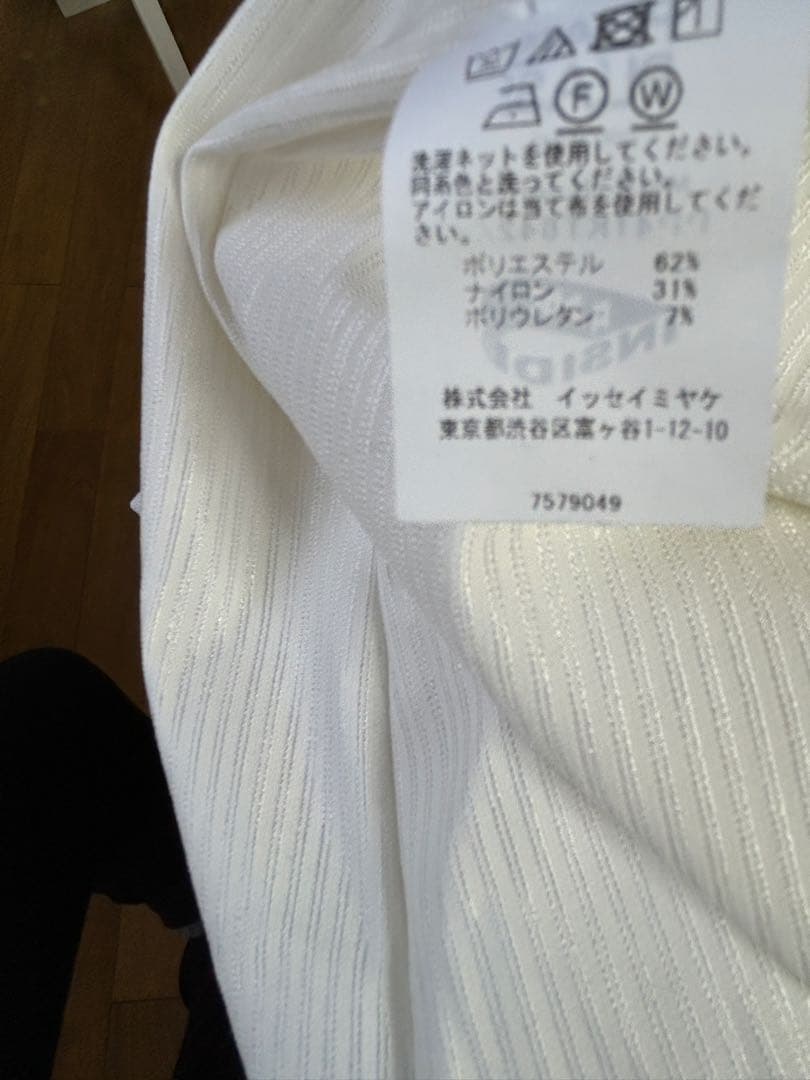 F W
洗濯ネットを使用してください。
同系色と洗ってください。
アイロンは当て布を使用してくだ
さい。
ポリエステル 62%
ナイロン 31%
ポリウレタン 7%
INSIDE
株式会社 イッセイミヤケ
東京都渋谷区富ヶ谷1-12-10
7579049